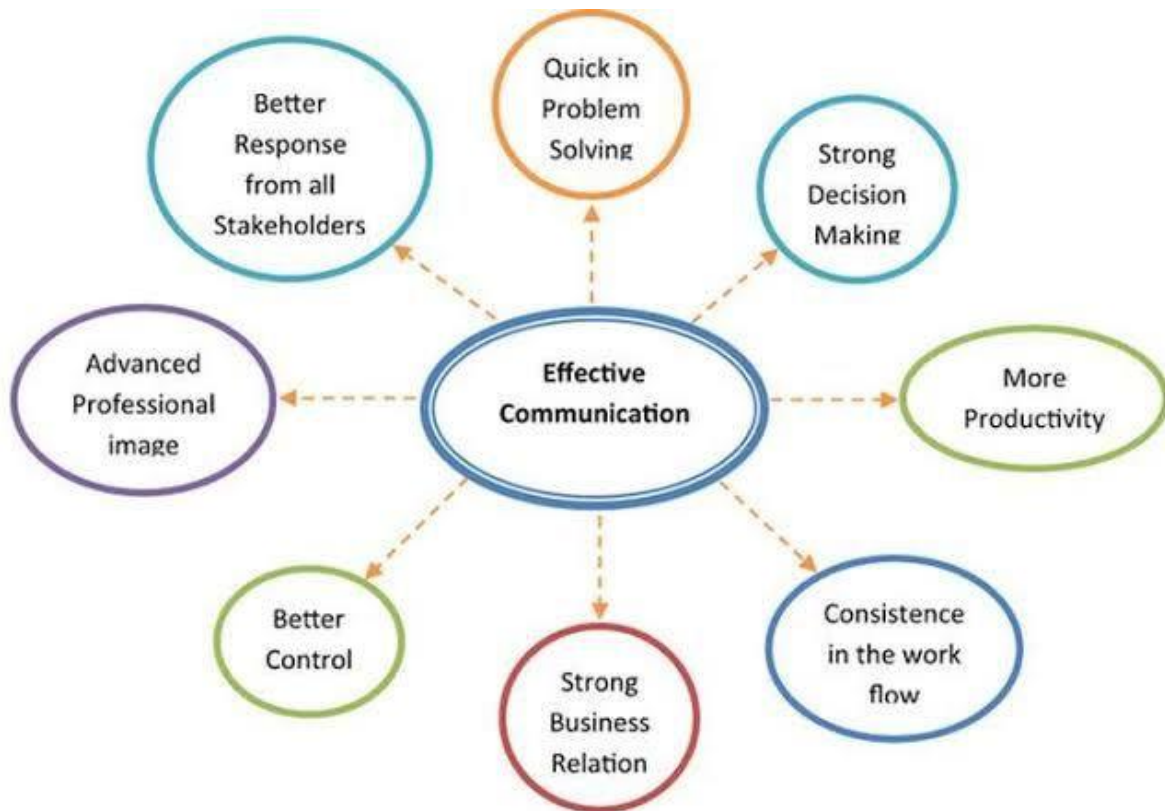 Quick in
Problem
Solving
Better
Response
from all
Stakeholders
Strong
Decision
Making
Advanced
Professional
image
Effective
Communication
More
Productivity
Better
Control
Strong
Business
Relation
Consistence
in the work
flow